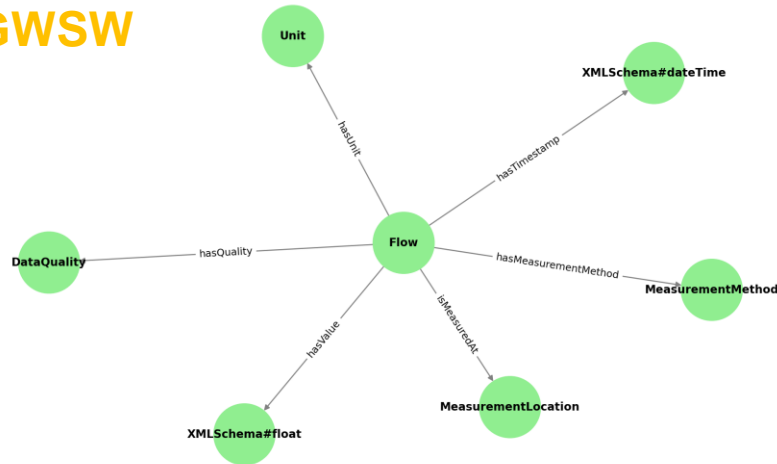 GWSW
Unit
XMLSchema#dateTime
hasUnit
hasTimestamp
Flow
hasQuality
DataQuality
hasMeasurementMethod
MeasurementMethod
isMeasuredAt
hasValue
MeasurementLocation
XMLSchema#float